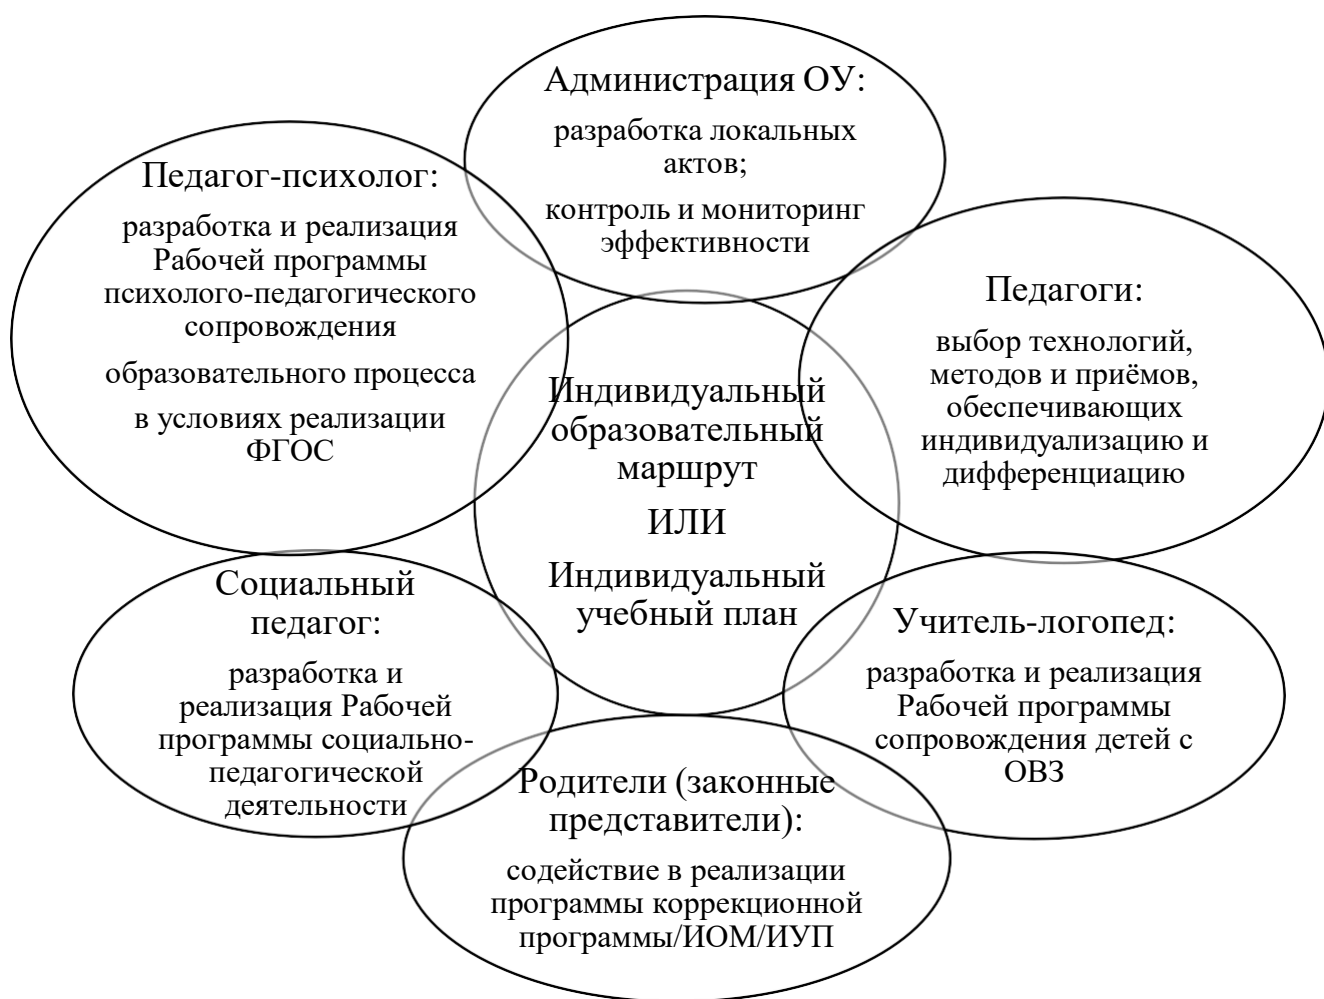 Администрация ОУ:
разработка локальных
актов;
контроль и мониторинг
эффективности
Педагог-психолог:
разработка и реализация
Рабочей программы
психолого-педагогического
сопровождения
образовательного процесса
в условиях реализации
ФГОС
Педагоги:
выбор технологий,
методов и приёмов,
обеспечивающих
индивидуализацию и
дифференциацию
Индивидуальный
образовательный
маршрут
ИЛИ
Индивидуальный
учебный план
Социальный
педагог:
разработка и
реализация Рабочей
программы социально-
педагогической
деятельности
Учитель-логопед:
разработка и реализация
Рабочей программы
сопровождения детей с
ОВЗ
Родители (законные
представители):
содействие в реализации
программы коррекционной
программы/ИОМ/ИУП